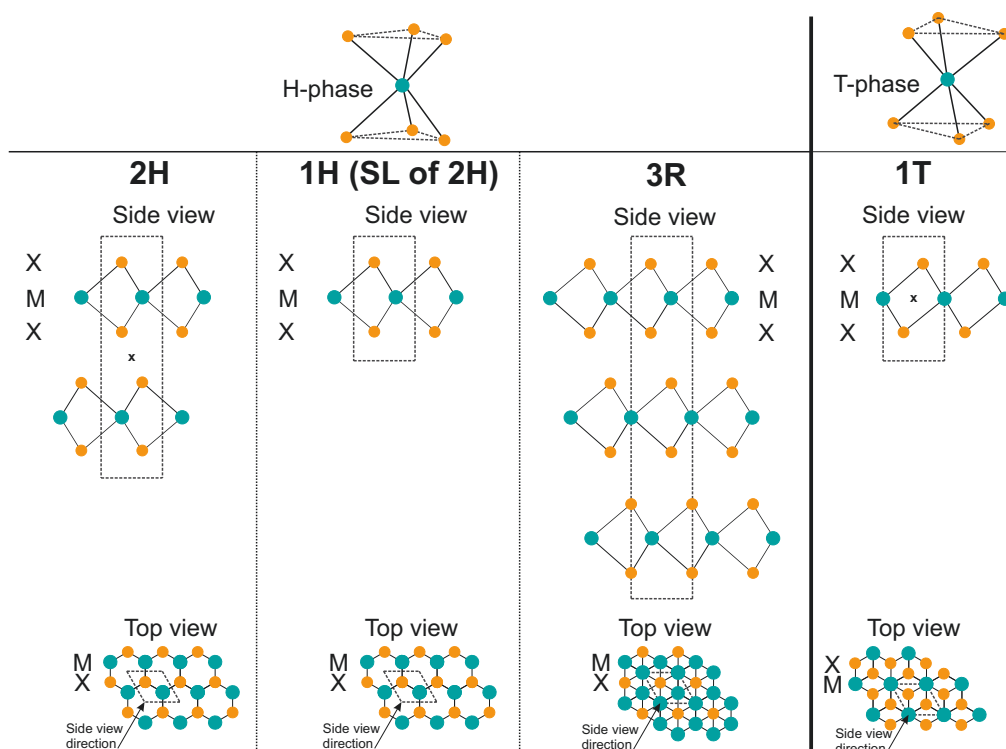 H-phase
T-phase
2H
1H (SL of 2H)
3R
1T
Side view
Side view
Side view
Side view
X
M
X
x
X
M
X
X
M
X
X
M
X
x
Top view
M
X
Side view
direction
Top view
M
X
Side view
direction
Top view
M
X
Side view
direction
Top view
X
M
Side view
direction